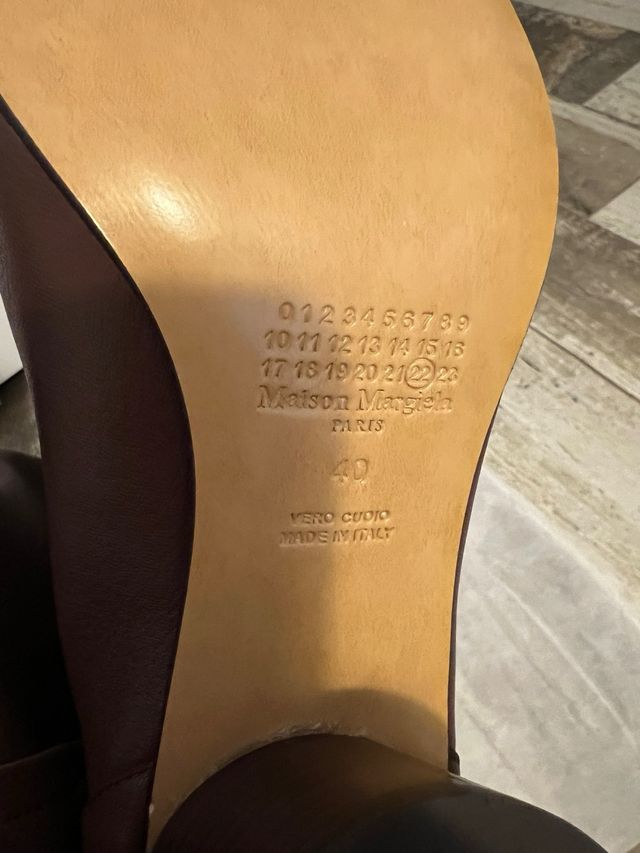 0 1 2 3 4 5 6 7 8 9
10 11 12 13 14 15 16
17 18 19 20 21 22 23
Maison Margiela
PARIS
40
VERO CUOIO
MADE IN ITALY